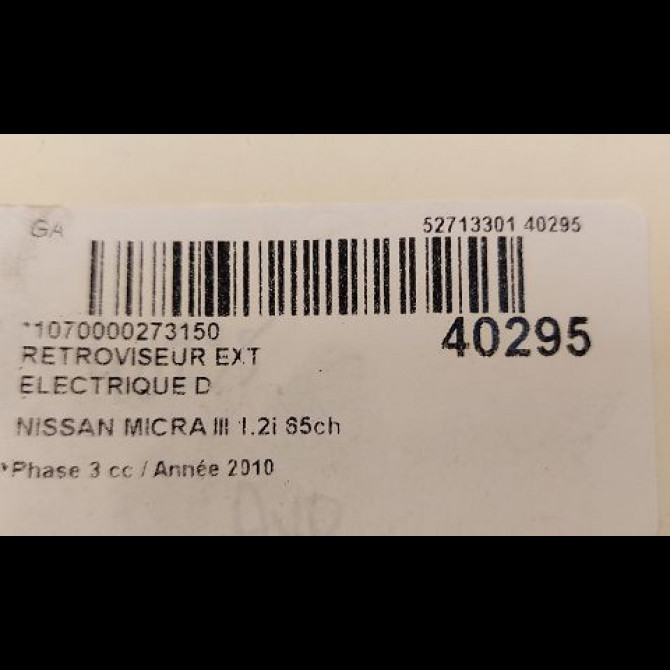 GA
52713301 40295
*1070000273150
40295
RETROVISEUR EXT
ELECTRIQUE D
NISSAN MICRA III 1.2i 65ch
*Phase 3 cc / Année 2010